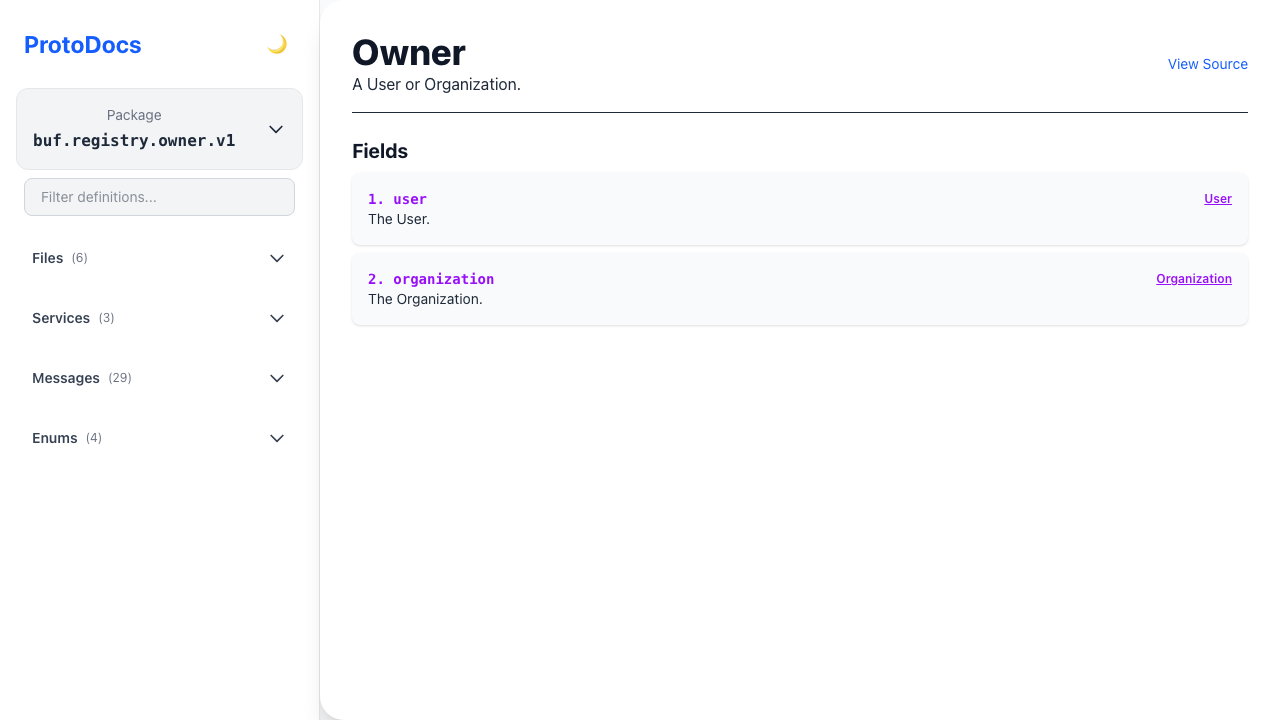 ProtoDocs
🌙
Package
buf.registry.owner.v1
Filter definitions...
Files (6)
Services (3)
Messages (29)
Enums (4)
Owner
A User or Organization.
View Source
Fields
1. user User
The User.
2. organization Organization
The Organization.